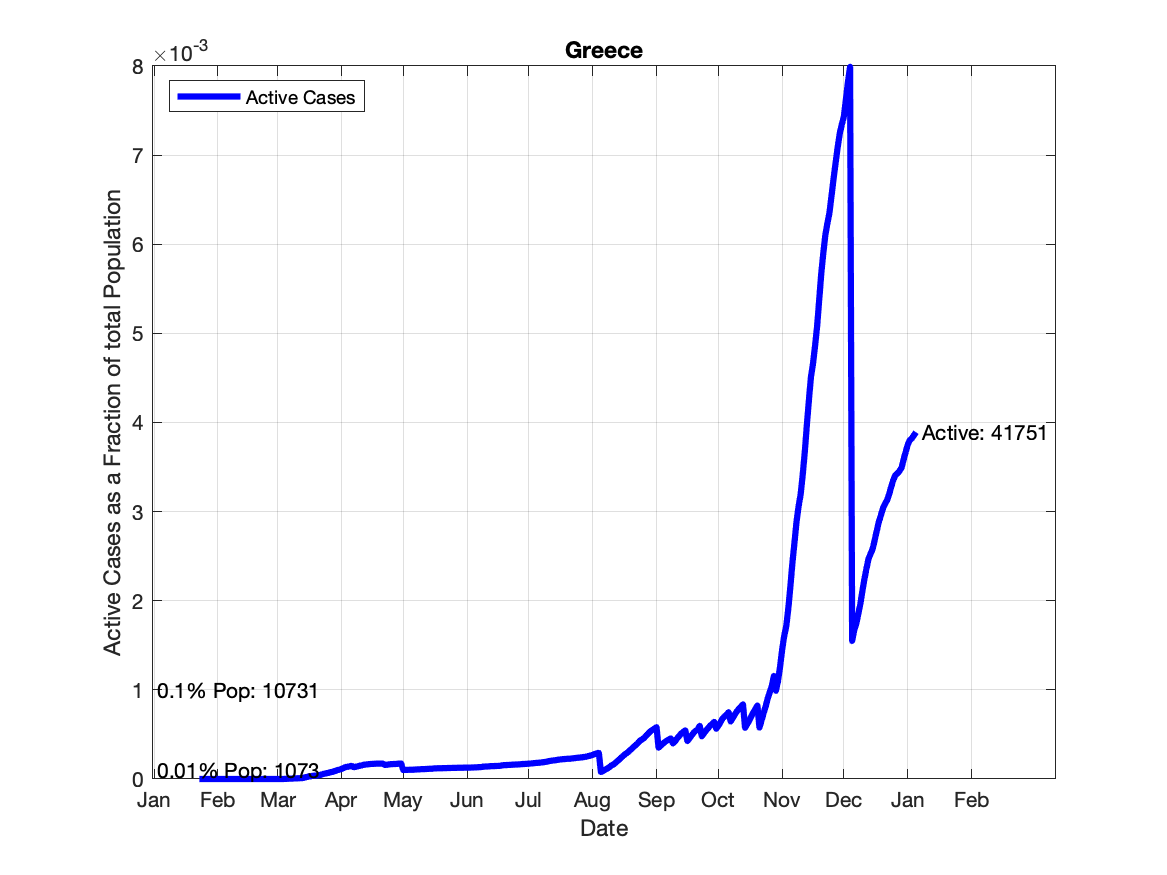 ×10-3
Greece
Active Cases
8
7
6
5
4
3
2
1
0
Active Cases as a Fraction of total Population
Active: 41751
0.1% Pop: 10731
0.01% Pop: 1073
Jan Feb Mar Apr May Jun Jul Aug Sep Oct Nov Dec Jan Feb
Date